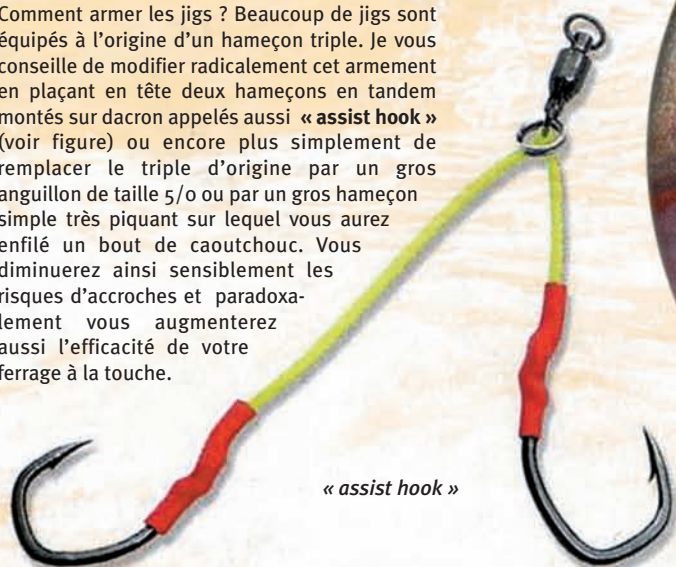 Comment armer les jigs ? Beaucoup de jigs sont
équipés à l'origine d'un hameçon triple. Je vous
conseille de modifier radicalement cet armement
en plaçant en tête deux hameçons en tandem
montés sur dacron appelés aussi « assist hook »
(voir figure) ou encore plus simplement de
remplacer le triple d'origine par un gros
anguillon de taille 5/0 ou par un gros hameçon
simple très piquant sur lequel vous aurez
enfilé un bout de caoutchouc. Vous
diminuerez ainsi sensiblement les
risques d'accroches et paradoxa-
lement vous augmenterez
aussi l'efficacité de votre
ferrage à la touche.
« assist hook »